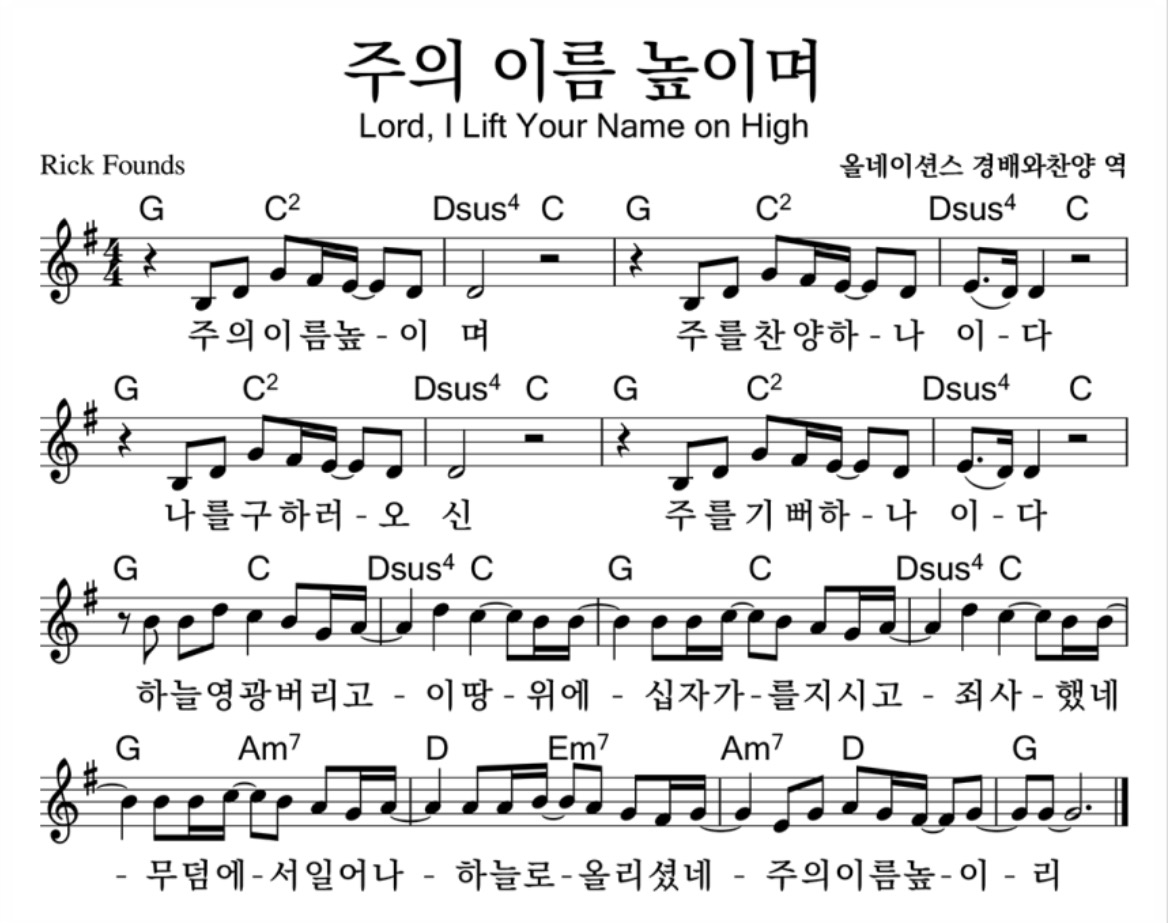 주의 이름 높이며
Lord, I Lift Your Name on High
Rick Founds 올네이션스 경배와찬양 역
G C2 Dsus4 C G C2 Dsus4 C
주의이름높-이 며 주를찬양하-나 이-다
G C2 Dsus4 C G C2 Dsus4 C
나를구하러-오 신 주를기뻐하-나 이-다
G C Dsus4 C G C Dsus4 C
하늘영광버리고 - 이땅-위에 - 십자가-를지시고 - 죄사-했네
G Am7 D Em7 Am7 D G
- 무덤에-서일어나 - 하늘로-올리셨네 - 주의이름높-이 - 리